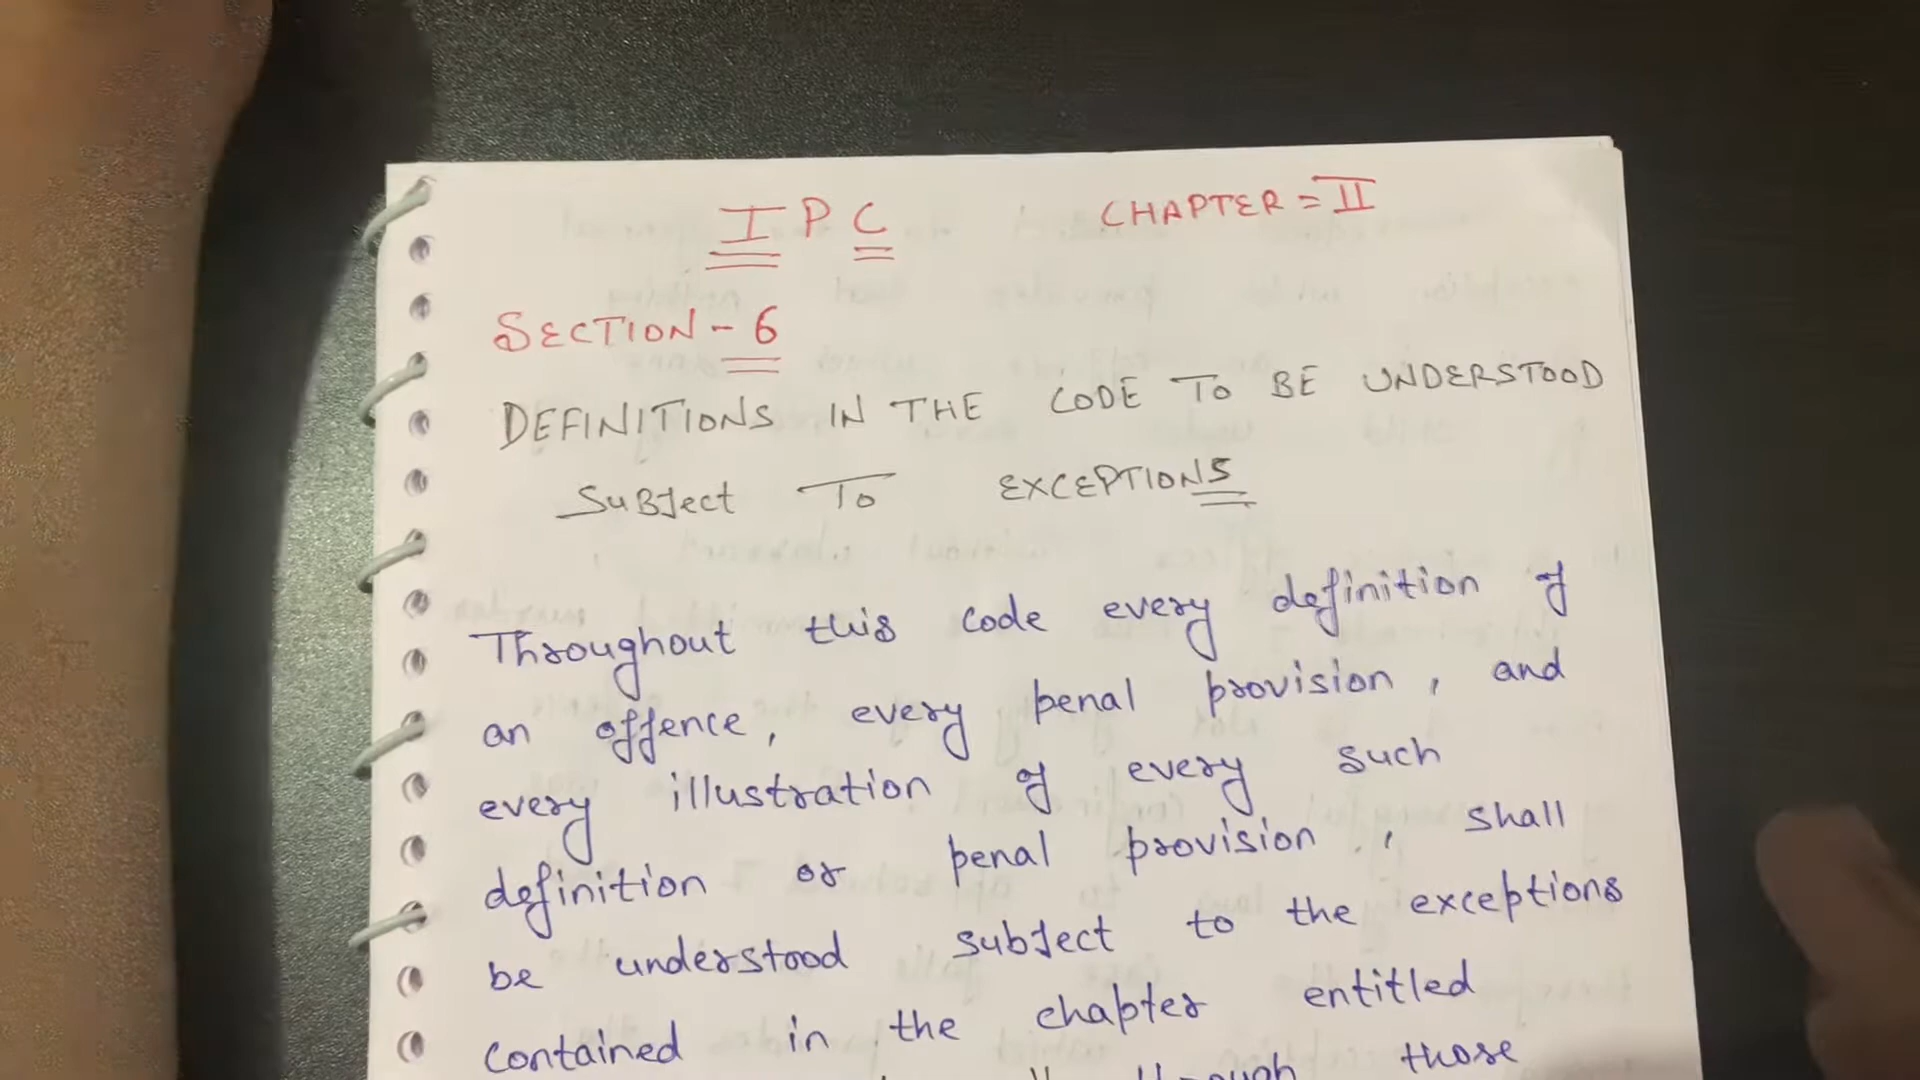 IPC CHAPTER = II
SECTION - 6
DEFINITIONS IN THE CODE TO BE UNDERSTOOD
SUBJECT TO EXCEPTIONS
Throughout this code every definition of
an offence, every penal provision, and
every illustration of every such
definition or penal provision, shall
be understood subject to the exceptions
contained in the chapter entitled
through those